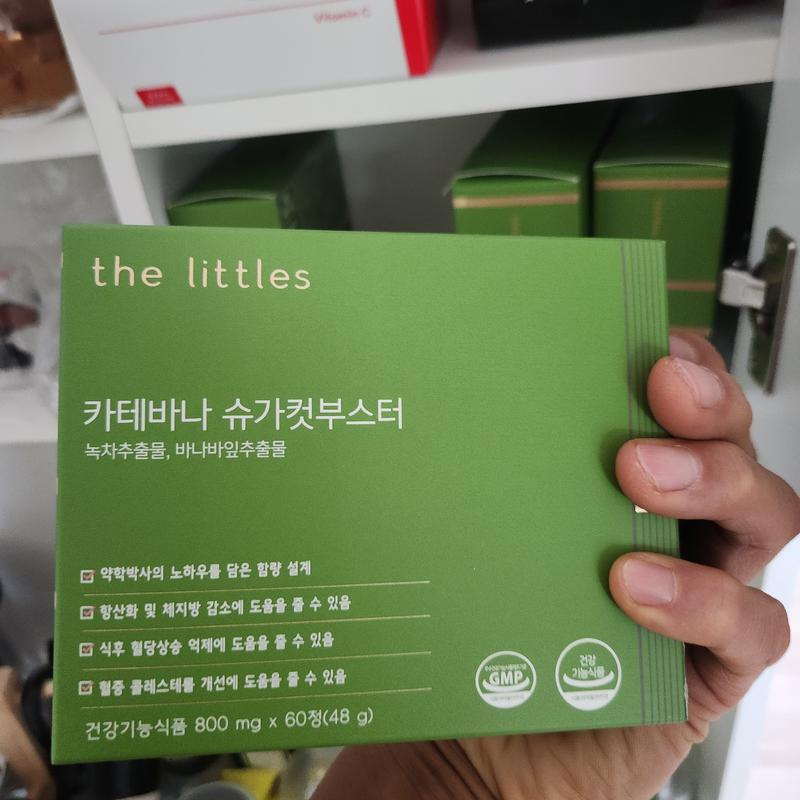 Vitamin C
the littles
카테바나 슈가컷부스터
녹차추출물, 바나바잎추출물
약학박사의 노하우를 담은 함량 설계
항산화 및 체지방 감소에 도움을 줄 수 있음
식후 혈당상승 억제에 도움을 줄 수 있음
혈중 콜레스테롤 개선에 도움을 줄 수 있음
GMP
건강
기능식품
건강기능식품 800 mg x 60정(48 g)